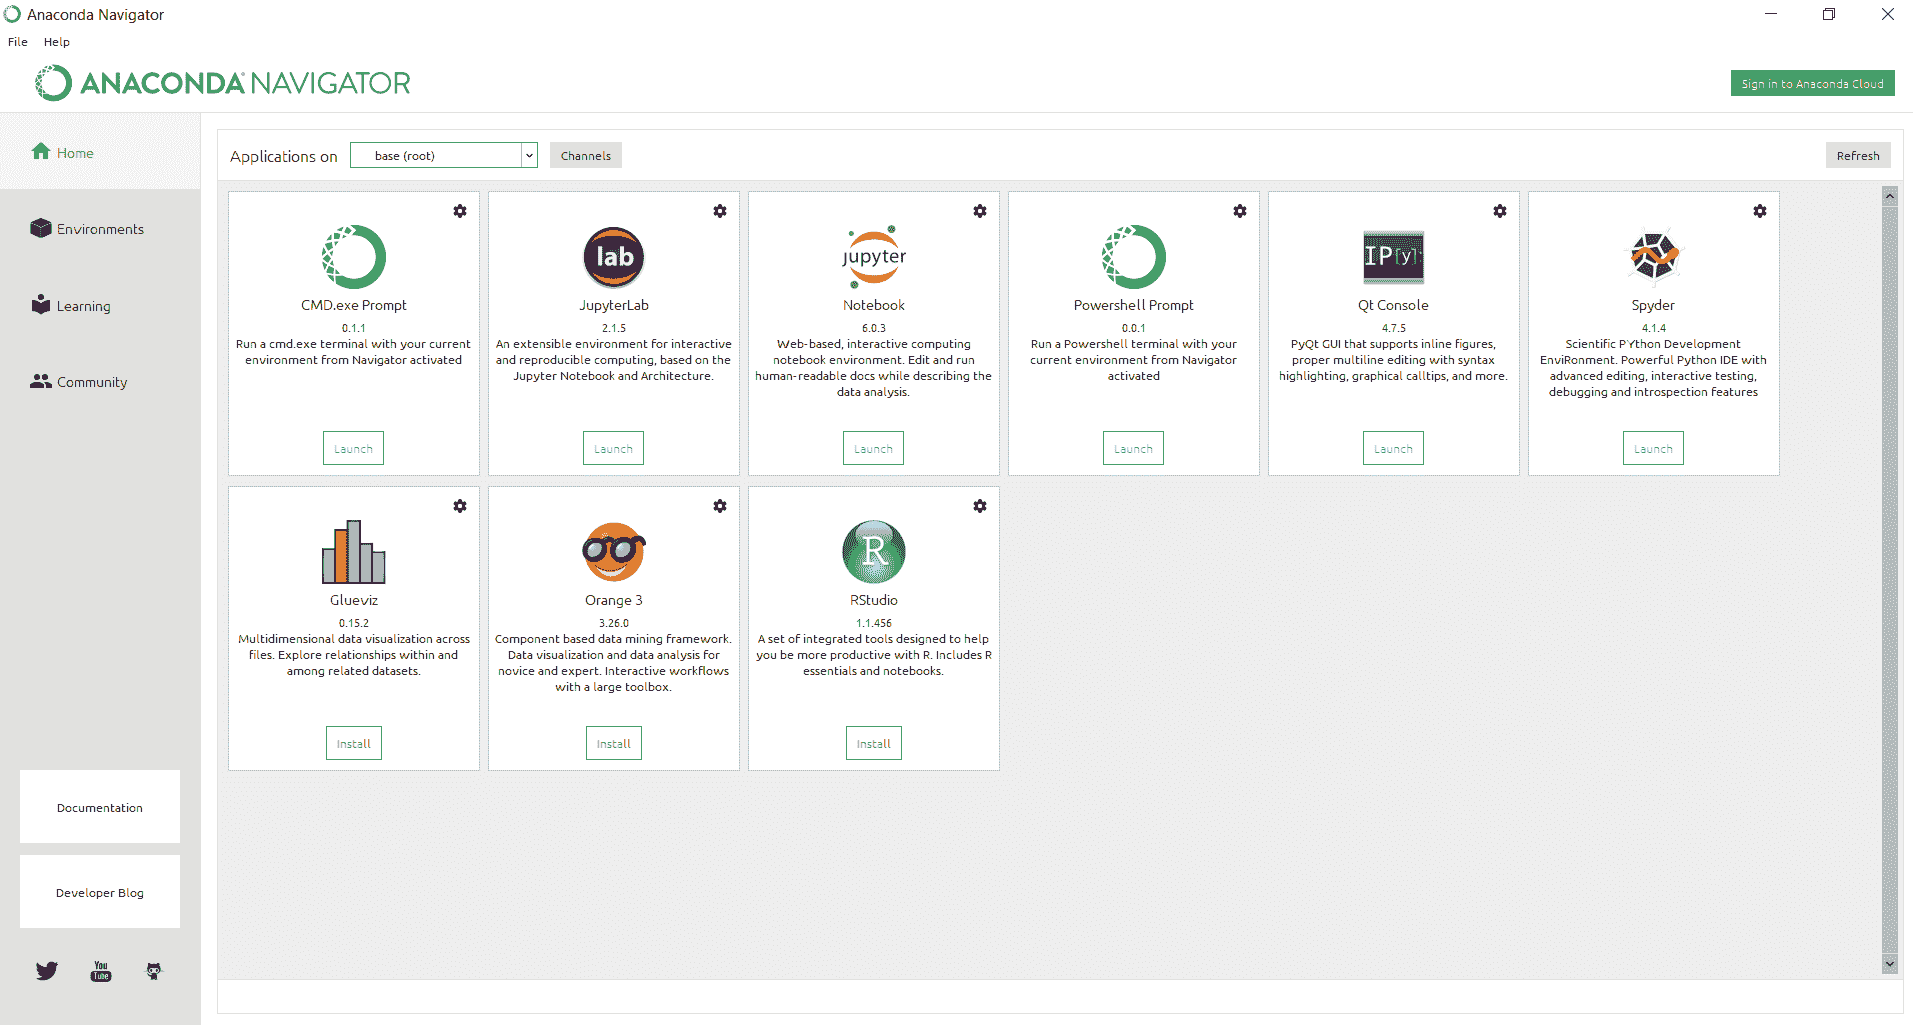 Anaconda Navigator
File Help
ANACONDA NAVIGATOR
Sign in to Anaconda Cloud
Home
Environments
Learning
Community
Documentation
Developer Blog
You
Tube
Applications on base (root) Channels Refresh
CMD.exe Prompt
0.1.1
Run a cmd.exe terminal with your current
environment from Navigator activated
Launch
lab
JupyterLab
2.1.5
An extensible environment for interactive
and reproducible computing, based on the
Jupyter Notebook and Architecture.
Launch
jupyter
Notebook
6.0.3
Web-based, interactive computing
notebook environment. Edit and run
human-readable docs while describing the
data analysis.
Launch
Powershell Prompt
0.0.1
Run a Powershell terminal with your
current environment from Navigator
activated
Launch
IP[y]:
Qt Console
4.7.5
PyQt GUI that supports inline figures,
proper multiline editing with syntax
highlighting, graphical calltips, and more.
Launch
Spyder
4.1.4
Scientific PYthon Development
EnviRonment. Powerful Python IDE with
advanced editing, interactive testing,
debugging and introspection features
Launch
Glueviz
0.15.2
Multidimensional data visualization across
files. Explore relationships within and
among related datasets.
Install
Orange 3
3.26.0
Component based data mining framework.
Data visualization and data analysis for
novice and expert. Interactive workflows
with a large toolbox.
Install
R
RStudio
1.1.456
A set of integrated tools designed to help
you be more productive with R. Includes R
essentials and notebooks.
Install